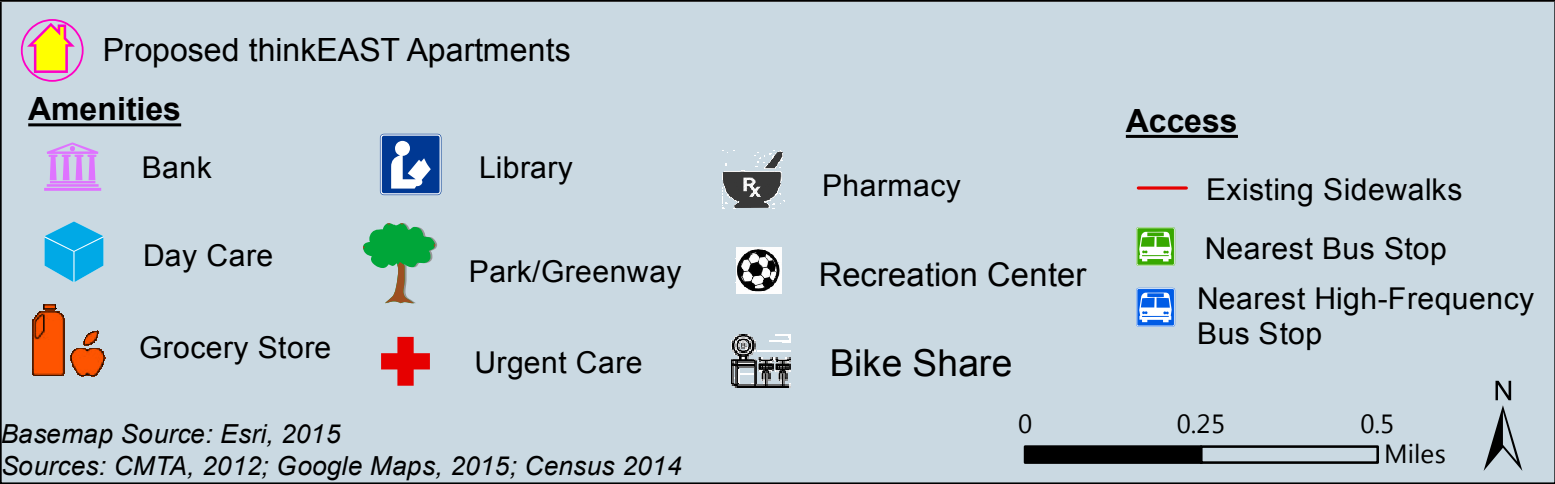 Proposed thinkEAST Apartments
Amenities
Bank
Day Care
Grocery Store
Library
Park/Greenway
Urgent Care
Rx
Pharmacy
Recreation Center
Bike Share
Access
Existing Sidewalks
Nearest Bus Stop
Nearest High-Frequency
Bus Stop
Basemap Source: Esri, 2015
Sources: CMTA, 2012; Google Maps, 2015; Census 2014
0 0.25 0.5
Miles
N